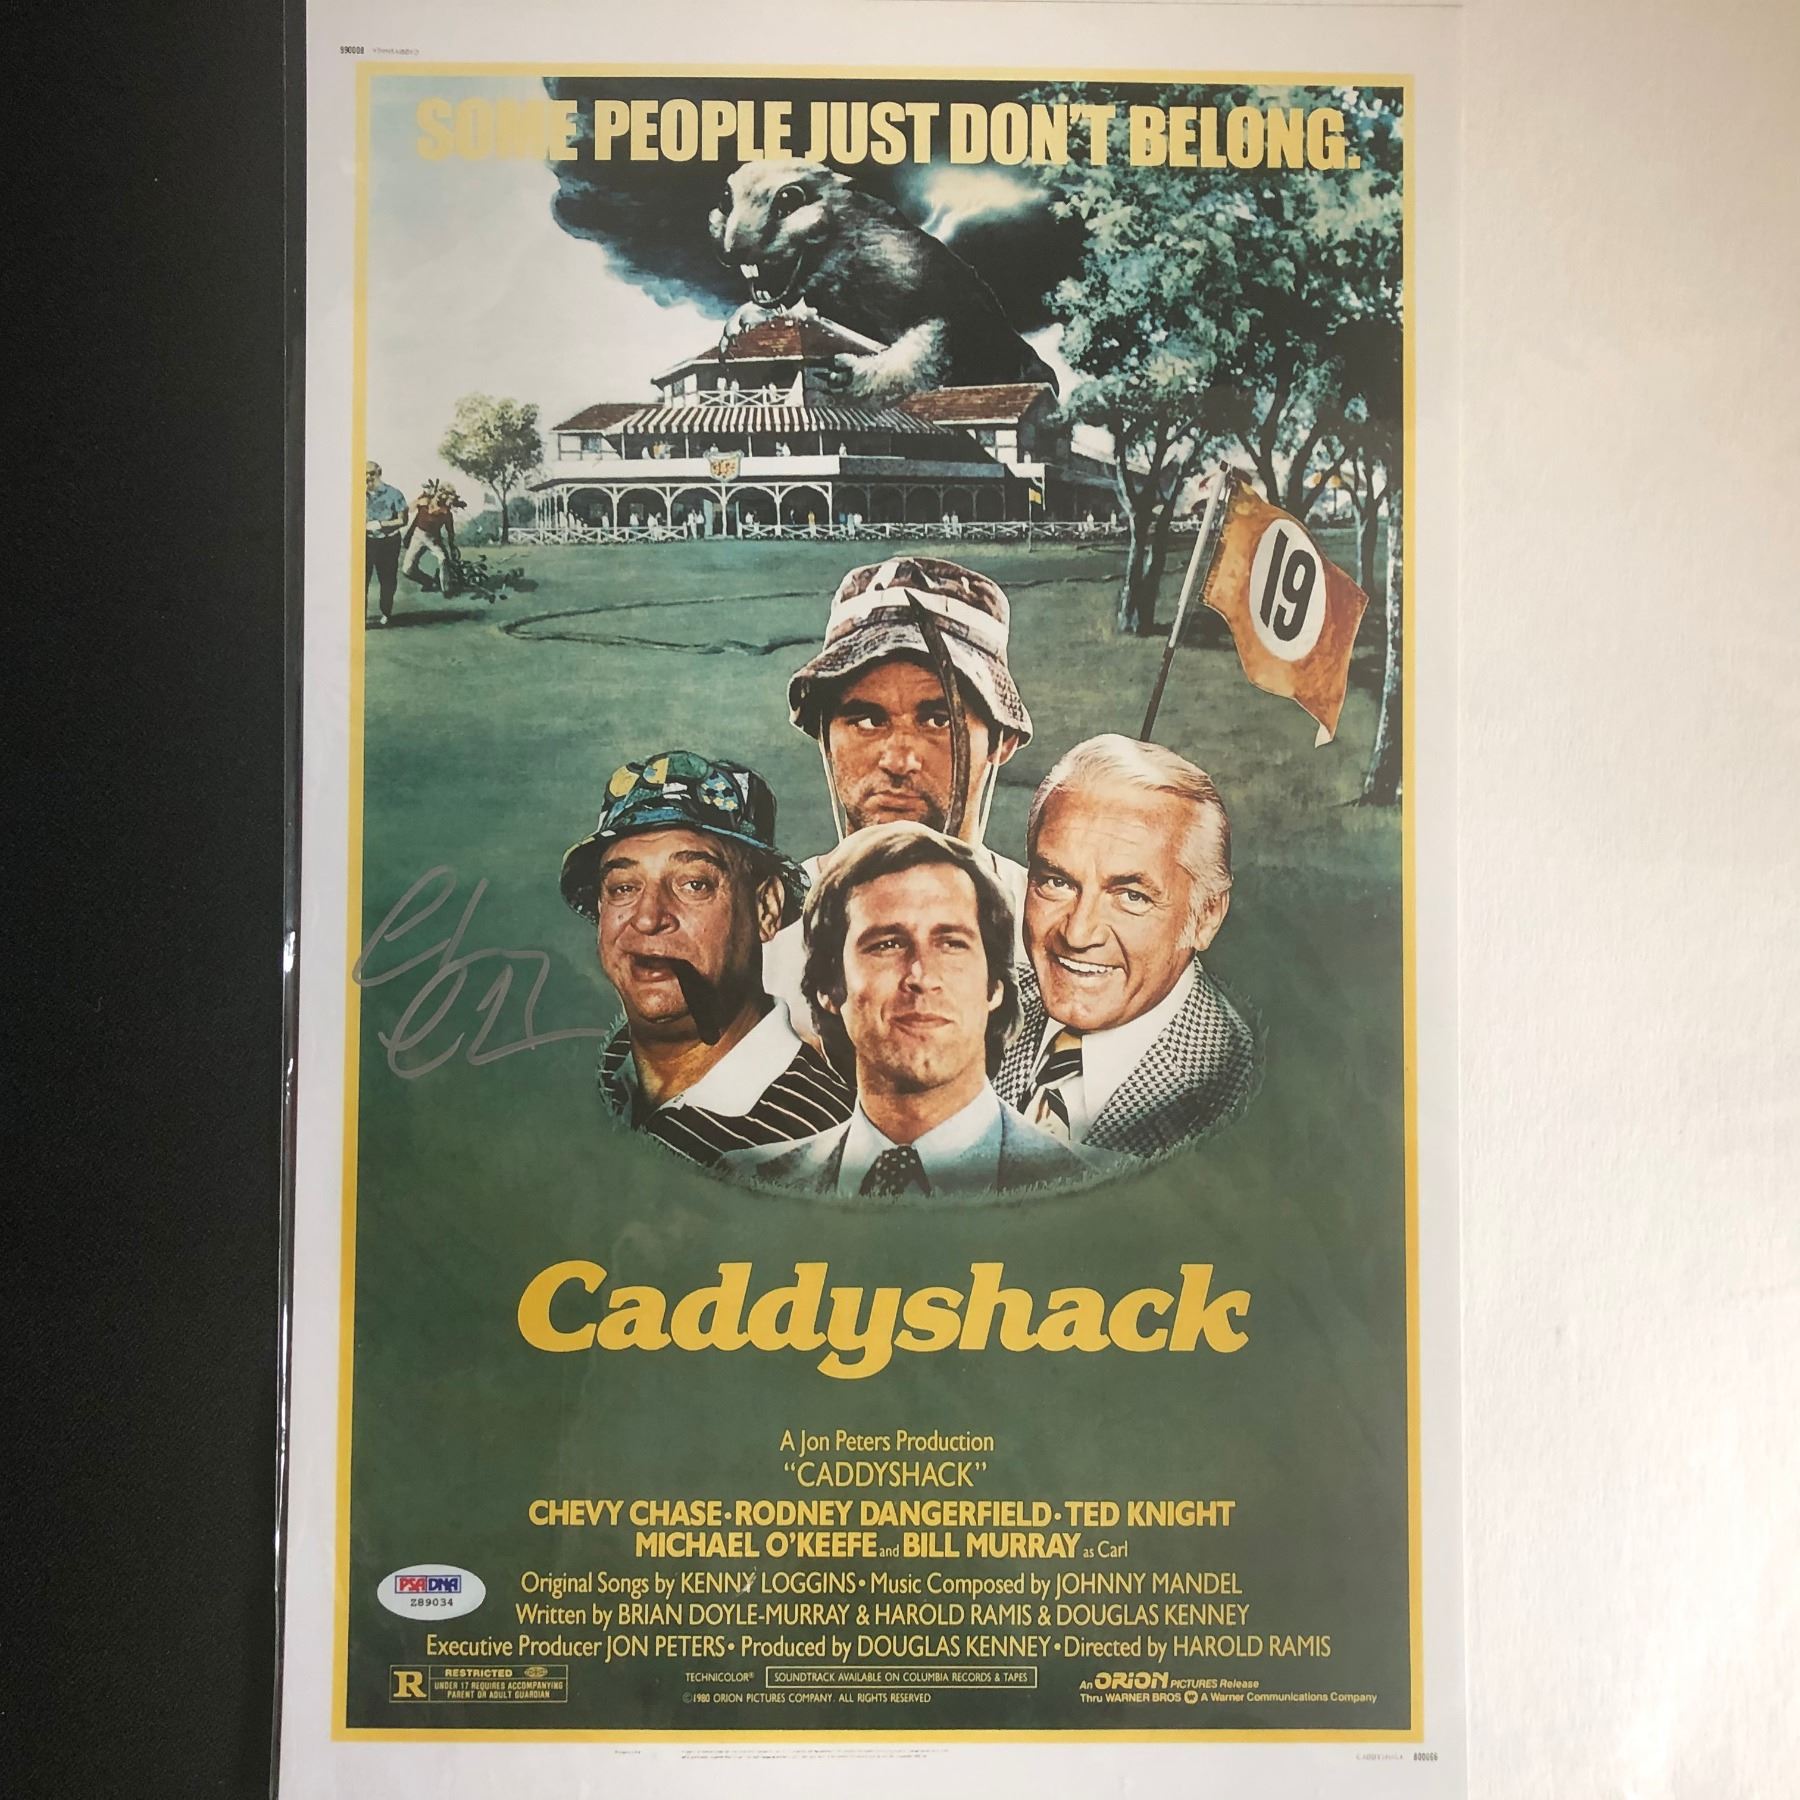 990008
SOME PEOPLE JUST DON'T BELONG.
19
Caddyshack
A Jon Peters Production
"CADDYSHACK"
CHEVY CHASE • RODNEY DANGERFIELD • TED KNIGHT
MICHAEL O'KEEFE and BILL MURRAY as Carl
Original Songs by KENNY LOGGINS • Music Composed by JOHNNY MANDEL
Written by BRIAN DOYLE-MURRAY & HAROLD RAMIS & DOUGLAS KENNEY
Executive Producer JON PETERS • Produced by DOUGLAS KENNEY • Directed by HAROLD RAMIS
PSA DNA
Z89034
R RESTRICTED
UNDER 17 REQUIRES ACCOMPANYING
PARENT OR ADULT GUARDIAN
TECHNICOLOR® SOUNDTRACK AVAILABLE ON COLUMBIA RECORDS & TAPES
©1980 ORION PICTURES COMPANY. ALL RIGHTS RESERVED
An ORION PICTURES Release
Thru WARNER BROS A Warner Communications Company
CADDYSHACK 800066